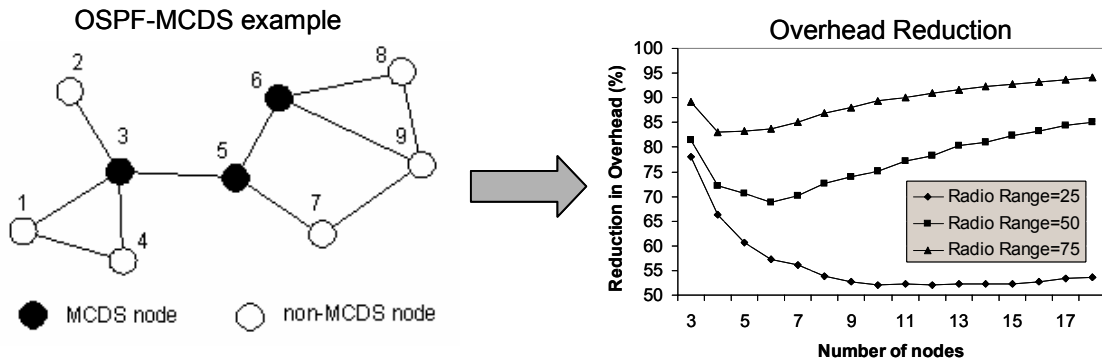 OSPF-MCDS example
2
8
6
3
5
9
1
7
4
MCDS node
non-MCDS node
Overhead Reduction
Reduction in Overhead (%)
100
95
90
85
80
75
70
65
60
55
50
Radio Range=25
Radio Range=50
Radio Range=75
3 5 7 9 11 13 15 17
Number of nodes